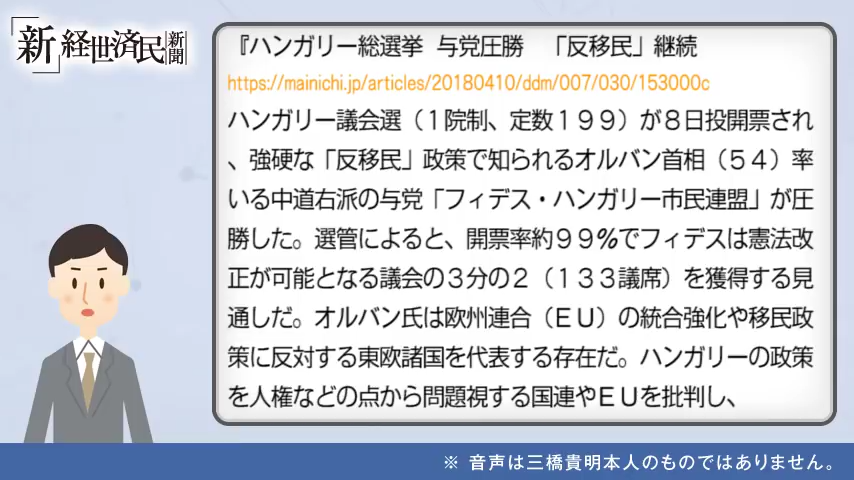 「新」経世済民新聞
『ハンガリー総選挙 与党圧勝 「反移民」継続
https://mainichi.jp/articles/20180410/ddm/007/030/153000c
ハンガリー議会選（１院制、定数１９９）が８日投開票され
、強硬な「反移民」政策で知られるオルバン首相（５４）率
いる中道右派の与党「フィデス・ハンガリー市民連盟」が圧
勝した。選管によると、開票率約９９%でフィデスは憲法改
正が可能となる議会の３分の２（１３３議席）を獲得する見
通しだ。オルバン氏は欧州連合（ＥＵ）の統合強化や移民政
策に反対する東欧諸国を代表する存在だ。ハンガリーの政策
を人権などの点から問題視する国連やＥＵを批判し、
※ 音声は三橋貴明本人のものではありません。